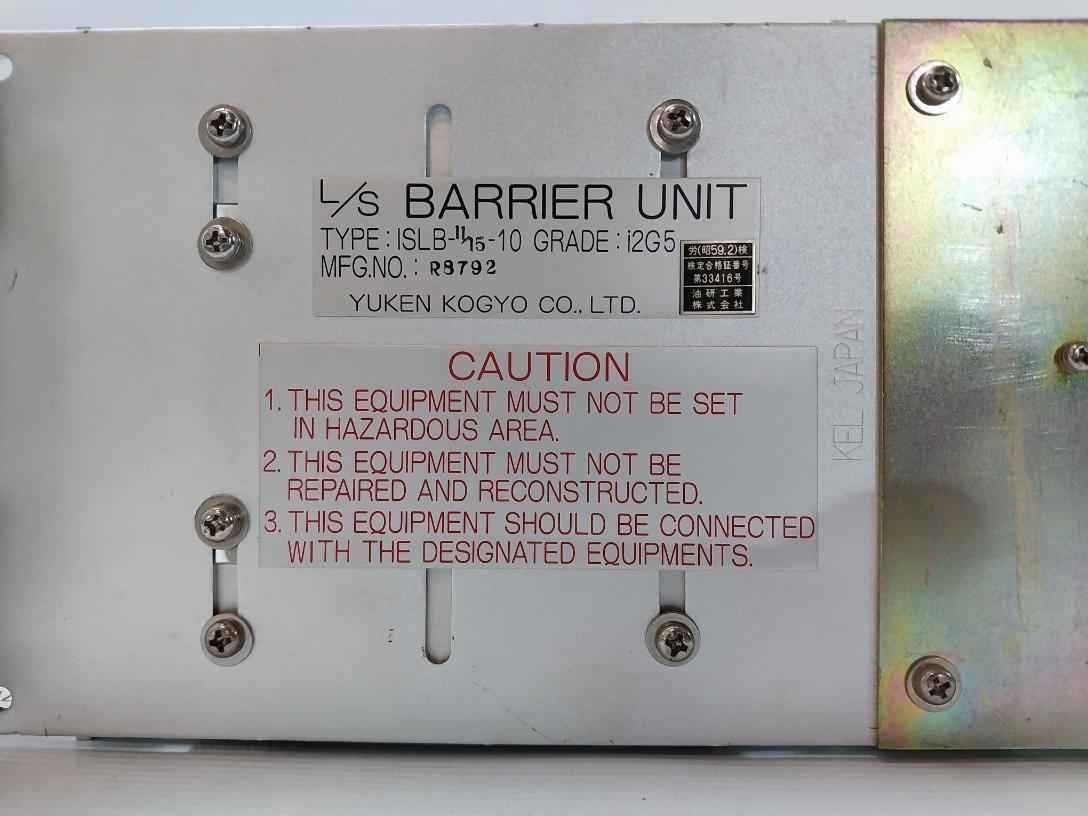 L/S BARRIER UNIT
TYPE : ISLB-11/15-10 GRADE : i2G5
MFG.NO. : R8792
YUKEN KOGYO CO., LTD.
労(昭59.2)検
検定合格証番号
第33416号
油研工業
株式会社
CAUTION
1. THIS EQUIPMENT MUST NOT BE SET
IN HAZARDOUS AREA.
2. THIS EQUIPMENT MUST NOT BE
REPAIRED AND RECONSTRUCTED.
3. THIS EQUIPMENT SHOULD BE CONNECTED
WITH THE DESIGNATED EQUIPMENTS.
KEL JAPAN